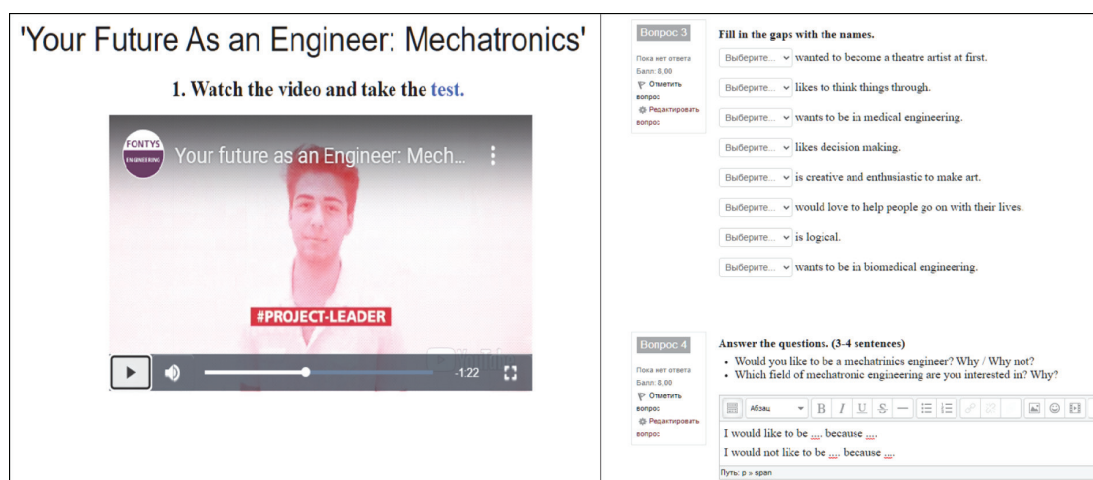 'Your Future As an Engineer: Mechatronics'
1. Watch the video and take the test.
FONTYS
ENGINEERING
Your future as an Engineer: Mech...
#PROJECT-LEADER
YouTube
-1:22
Вопрос 3
Пока нет ответа
Балл: 8,00
Отметить
вопрос
Редактировать
вопрос
Fill in the gaps with the names.
Выберите... wanted to become a theatre artist at first.
Выберите... likes to think things through.
Выберите... wants to be in medical engineering.
Выберите... likes decision making.
Выберите... is creative and enthusiastic to make art.
Выберите... would love to help people go on with their lives
Выберите... is logical.
Выберите... wants to be in biomedical engineering.
Вопрос 4
Пока нет ответа
Балл: 8,00
Отметить
вопрос
Редактировать
вопрос
Answer the questions. (3-4 sentences)
• Would you like to be a mechatrinics engineer? Why / Why not?
• Which field of mechatronic engineering are you interested in? Why?
Абзац B I U S
I would like to be .... because ....
I would not like to be .... because ....
Путь: p » span